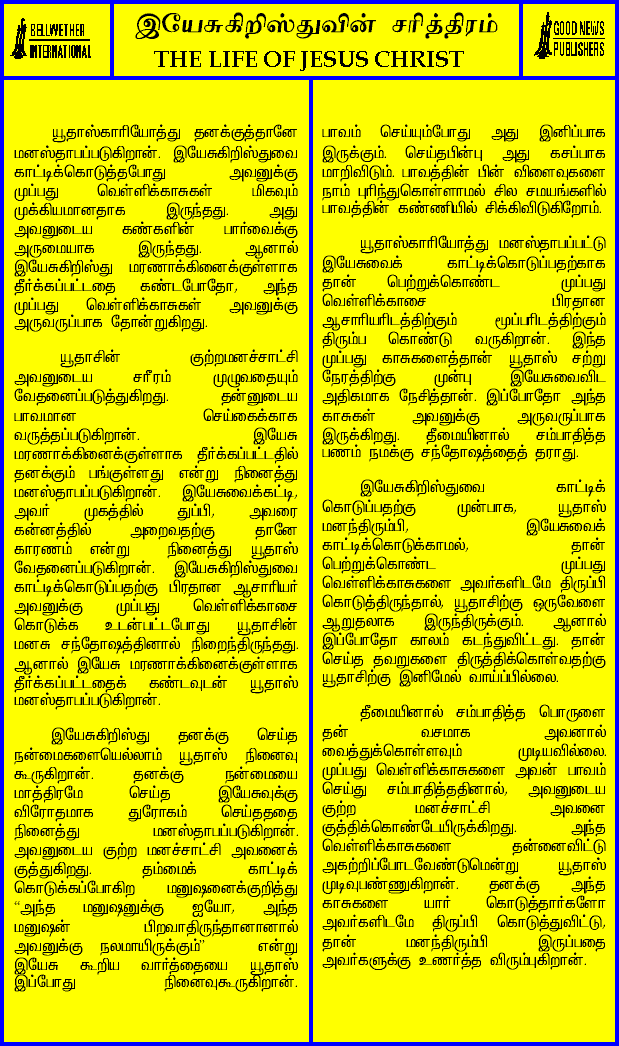 BELLWETHER
INTERNATIONAL
இயேசுகிறிஸ்துவின் சரித்திரம்
THE LIFE OF JESUS CHRIST
GOOD NEWS
PUBLISHERS
யூதாஸ்காரியோத்து தனக்குத்தானே
மனஸ்தாபப்படுகிறான். இயேசுகிறிஸ்துவை
காட்டிக்கொடுத்தபோது அவனுக்கு
முப்பது வெள்ளிக்காசுகள் மிகவும்
முக்கியமானதாக இருந்தது. அது
அவனுடைய கண்களின் பார்வைக்கு
அருமையாக இருந்தது. ஆனால்
இயேசுகிறிஸ்து மரணாக்கினைக்குள்ளாக
தீர்க்கப்பட்டதை கண்டபோதோ, அந்த
முப்பது வெள்ளிக்காசுகள் அவனுக்கு
அருவருப்பாக தோன்றுகிறது.
யூதாசின் குற்றமனச்சாட்சி
அவனுடைய சரீரம் முழுவதையும்
வேதனைப்படுத்துகிறது. தன்னுடைய
பாவமான செய்கைக்காக
வருத்தப்படுகிறான். இயேசு
மரணாக்கினைக்குள்ளாக தீர்க்கப்பட்டதில்
தனக்கும் பங்குள்ளது என்று நினைத்து
மனஸ்தாபப்படுகிறான். இயேசுவைக்கட்டி,
அவர் முகத்தில் துப்பி, அவரை
கன்னத்தில் அறைவதற்கு தானே
காரணம் என்று நினைத்து யூதாஸ்
வேதனைப்படுகிறான். இயேசுகிறிஸ்துவை
காட்டிக்கொடுப்பதற்கு பிரதான ஆசாரியர்
அவனுக்கு முப்பது வெள்ளிக்காசை
கொடுக்க உடன்பட்டபோது யூதாசின்
மனசு சந்தோஷத்தினால் நிறைந்திருந்தது.
ஆனால் இயேசு மரணாக்கினைக்குள்ளாக
தீர்க்கப்பட்டதைக் கண்டவுடன் யூதாஸ்
மனஸ்தாபப்படுகிறான்.
இயேசுகிறிஸ்து தனக்கு செய்த
நன்மைகளையெல்லாம் யூதாஸ் நினைவு
கூருகிறான். தனக்கு நன்மையை
மாத்திரமே செய்த இயேசுவுக்கு
விரோதமாக துரோகம் செய்ததை
நினைத்து மனஸ்தாபப்படுகிறான்.
அவனுடைய குற்ற மனச்சாட்சி அவனைக்
குத்துகிறது. தம்மைக் காட்டிக்
கொடுக்கப்போகிற மனுஷனைக்குறித்து
“அந்த மனுஷனுக்கு ஐயோ, அந்த
மனுஷன் பிறவாதிருந்தானானால்
அவனுக்கு நலமாயிருக்கும்” என்று
இயேசு கூறிய வார்த்தையை யூதாஸ்
இப்போது நினைவுகூருகிறான்.
பாவம் செய்யும்போது அது இனிப்பாக
இருக்கும். செய்தபின்பு அது கசப்பாக
மாறிவிடும். பாவத்தின் பின் விளைவுகளை
நாம் புரிந்துகொள்ளாமல் சில சமயங்களில்
பாவத்தின் கண்ணியில் சிக்கிவிடுகிறோம்.
யூதாஸ்காரியோத்து மனஸ்தாபப்பட்டு
இயேசுவைக் காட்டிக்கொடுப்பதற்காக
தான் பெற்றுக்கொண்ட முப்பது
வெள்ளிக்காசை பிரதான
ஆசாரியரிடத்திற்கும் மூப்பரிடத்திற்கும்
திரும்ப கொண்டு வருகிறான். இந்த
முப்பது காசுகளைத்தான் யூதாஸ் சற்று
நேரத்திற்கு முன்பு இயேசுவைவிட
அதிகமாக நேசித்தான். இப்போதோ அந்த
காசுகள் அவனுக்கு அருவருப்பாக
இருக்கிறது. தீமையினால் சம்பாதித்த
பணம் நமக்கு சந்தோஷத்தைத் தராது.
இயேசுகிறிஸ்துவை காட்டிக்
கொடுப்பதற்கு முன்பாக, யூதாஸ்
மனந்திரும்பி, இயேசுவைக்
காட்டிக்கொடுக்காமல், தான்
பெற்றுக்கொண்ட முப்பது
வெள்ளிக்காசுகளை அவர்களிடமே திருப்பி
கொடுத்திருந்தால், யூதாசிற்கு ஒருவேளை
ஆறுதலாக இருந்திருக்கும். ஆனால்
இப்போதோ காலம் கடந்துவிட்டது. தான்
செய்த தவறுகளை திருத்திக்கொள்வதற்கு
யூதாசிற்கு இனிமேல் வாய்ப்பில்லை.
தீமையினால் சம்பாதித்த பொருளை
தன் வசமாக அவனால்
வைத்துக்கொள்ளவும் முடியவில்லை.
முப்பது வெள்ளிக்காசுகளை அவன் பாவம்
செய்து சம்பாதித்ததினால், அவனுடைய
குற்ற மனச்சாட்சி அவனை
குத்திக்கொண்டேயிருக்கிறது. அந்த
வெள்ளிக்காசுகளை தன்னைவிட்டு
அகற்றிப்போடவேண்டுமென்று யூதாஸ்
முடிவுபண்ணுகிறான். தனக்கு அந்த
காசுகளை யார் கொடுத்தார்களோ
அவர்களிடமே திருப்பி கொடுத்துவிட்டு,
தான் மனந்திரும்பி இருப்பதை
அவர்களுக்கு உணர்த்த விரும்புகிறான்.